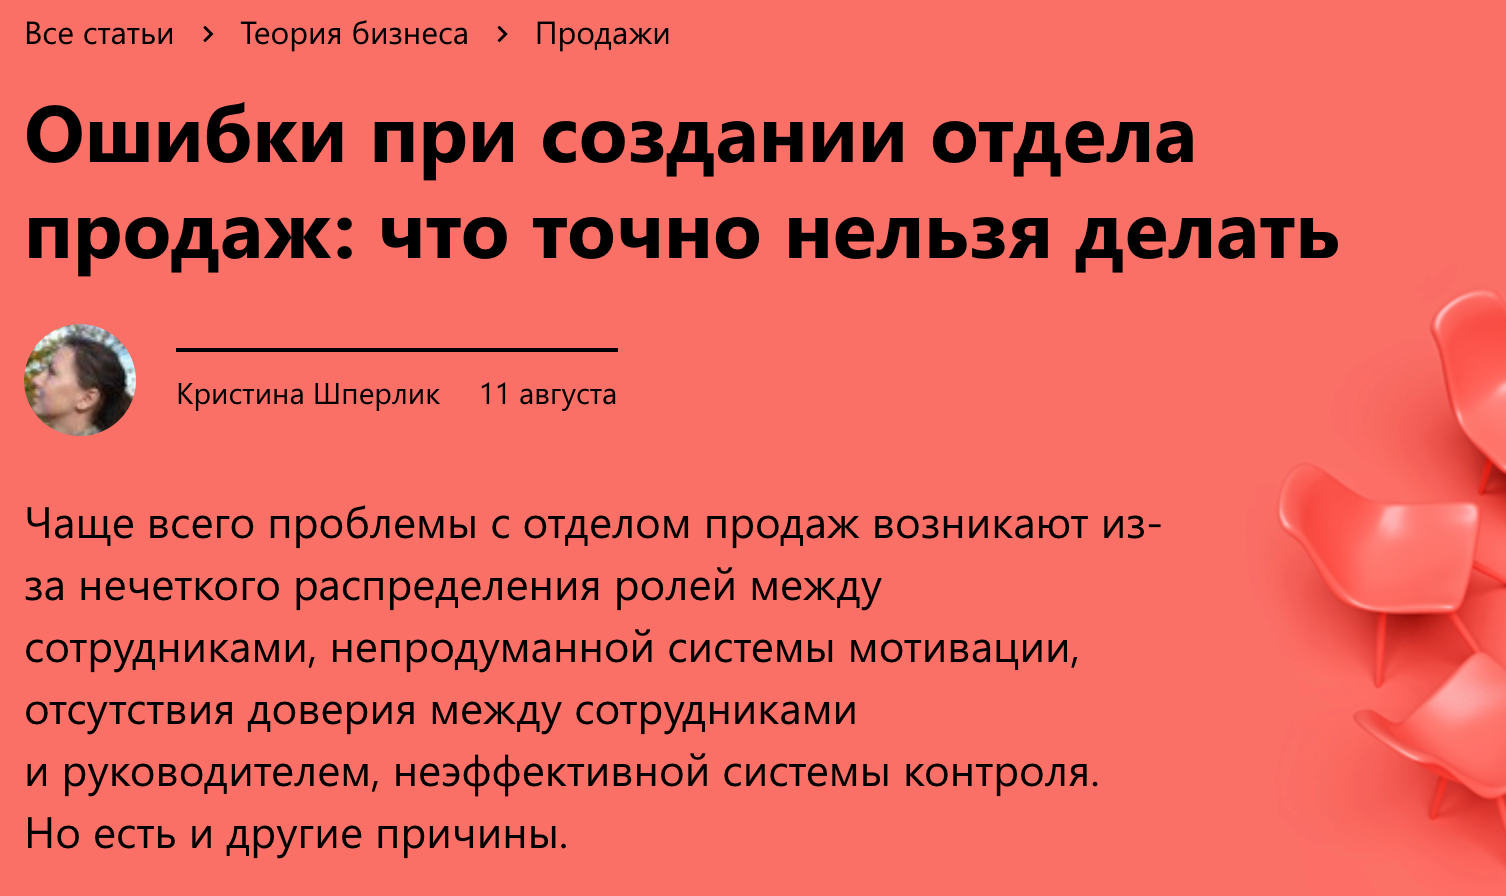 Все статьи > Теория бизнеса > Продажи
Ошибки при создании отдела
продаж: что точно нельзя делать
Кристина Шперлик 11 августа
Чаще всего проблемы с отделом продаж возникают из-
за нечеткого распределения ролей между
сотрудниками, непродуманной системы мотивации,
отсутствия доверия между сотрудниками
и руководителем, неэффективной системы контроля.
Но есть и другие причины.